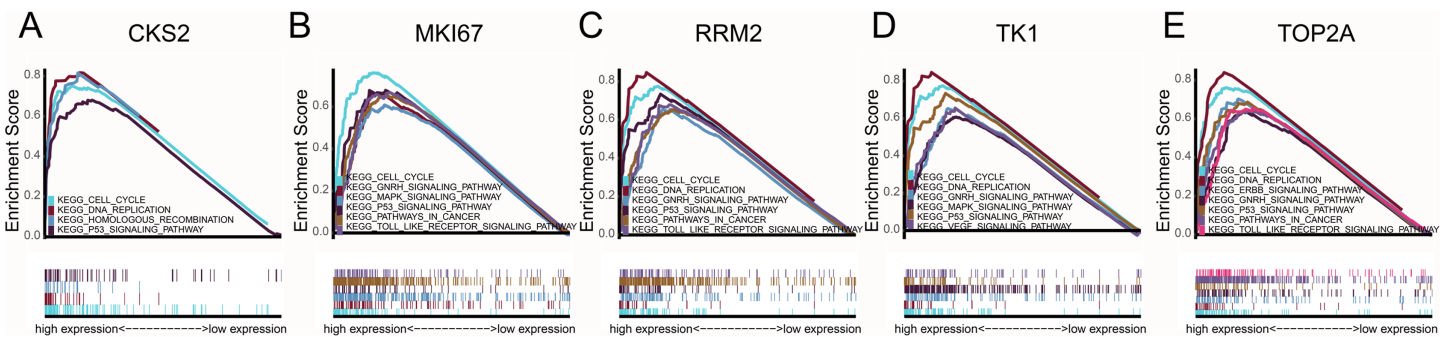 A
CKS2
Enrichment Score
0.8
0.6
0.4
0.2
0.0
KEGG_CELL_CYCLE
KEGG_DNA_REPLICATION
KEGG_HOMOLOGOUS_RECOMBINATION
KEGG_P53_SIGNALING_PATHWAY
high expression<-------------->low expression
B
MKI67
Enrichment Score
0.6
0.4
0.2
0.0
KEGG_CELL_CYCLE
KEGG_GNRH_SIGNALING_PATHWAY
KEGG_MAPK_SIGNALING_PATHWAY
KEGG_P53_SIGNALING_PATHWAY
KEGG_PATHWAYS_IN_CANCER
KEGG_TOLL_LIKE_RECEPTOR_SIGNALING_PATHWAY
high expression<-------------->low expression
C
RRM2
Enrichment Score
0.8
0.6
0.4
0.2
0.0
KEGG_CELL_CYCLE
KEGG_DNA_REPLICATION
KEGG_GNRH_SIGNALING_PATHWAY
KEGG_P53_SIGNALING_PATHWAY
KEGG_PATHWAYS_IN_CANCER
KEGG_TOLL_LIKE_RECEPTOR_SIGNALING_PATHWAY
high expression<-------------->low expression
D
TK1
Enrichment Score
0.8
0.6
0.4
0.2
0.0
KEGG_CELL_CYCLE
KEGG_DNA_REPLICATION
KEGG_GNRH_SIGNALING_PATHWAY
KEGG_MAPK_SIGNALING_PATHWAY
KEGG_P53_SIGNALING_PATHWAY
KEGG_VEGF_SIGNALING_PATHWAY
high expression<-------------->low expression
E
TOP2A
Enrichment Score
0.8
0.6
0.4
0.2
0.0
KEGG_CELL_CYCLE
KEGG_DNA_REPLICATION
KEGG_ERBB_SIGNALING_PATHWAY
KEGG_GNRH_SIGNALING_PATHWAY
KEGG_P53_SIGNALING_PATHWAY
KEGG_PATHWAYS_IN_CANCER
KEGG_TOLL_LIKE_RECEPTOR_SIGNALING_PATHWAY
high expression<-------------->low expression